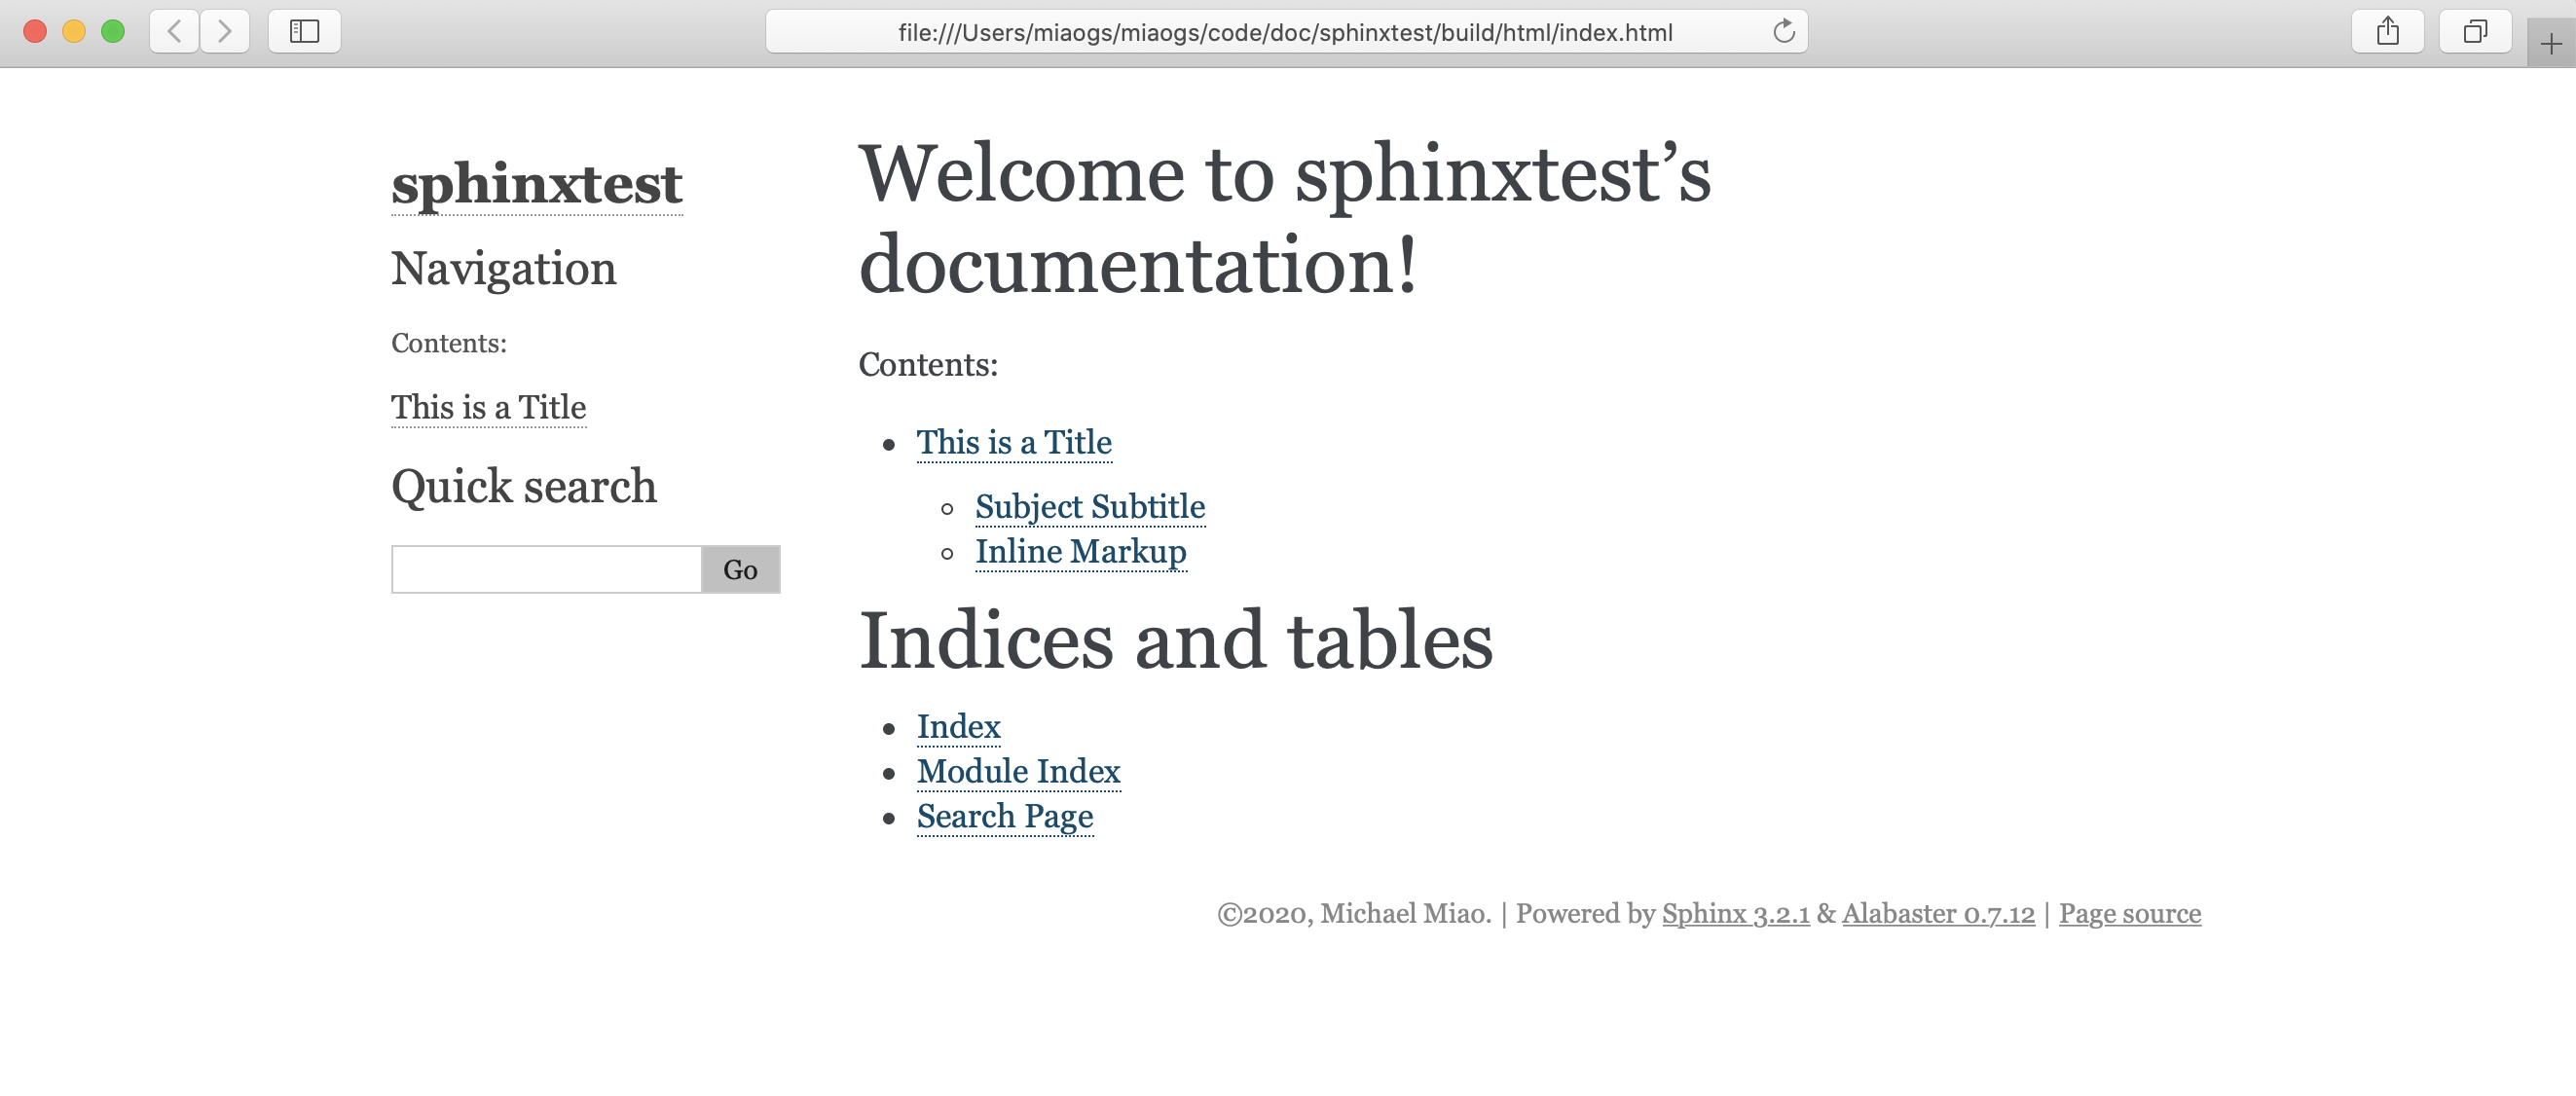 file:///Users/miaogs/miaogs/code/doc/sphinxtest/build/html/index.html
sphinxtest
Navigation
Contents:
This is a Title
Quick search
Go
Welcome to sphinxtest’s
documentation!
Contents:
This is a Title
Subject Subtitle
Inline Markup
Indices and tables
Index
Module Index
Search Page
©2020, Michael Miao. | Powered by Sphinx 3.2.1 & Alabaster 0.7.12 | Page source